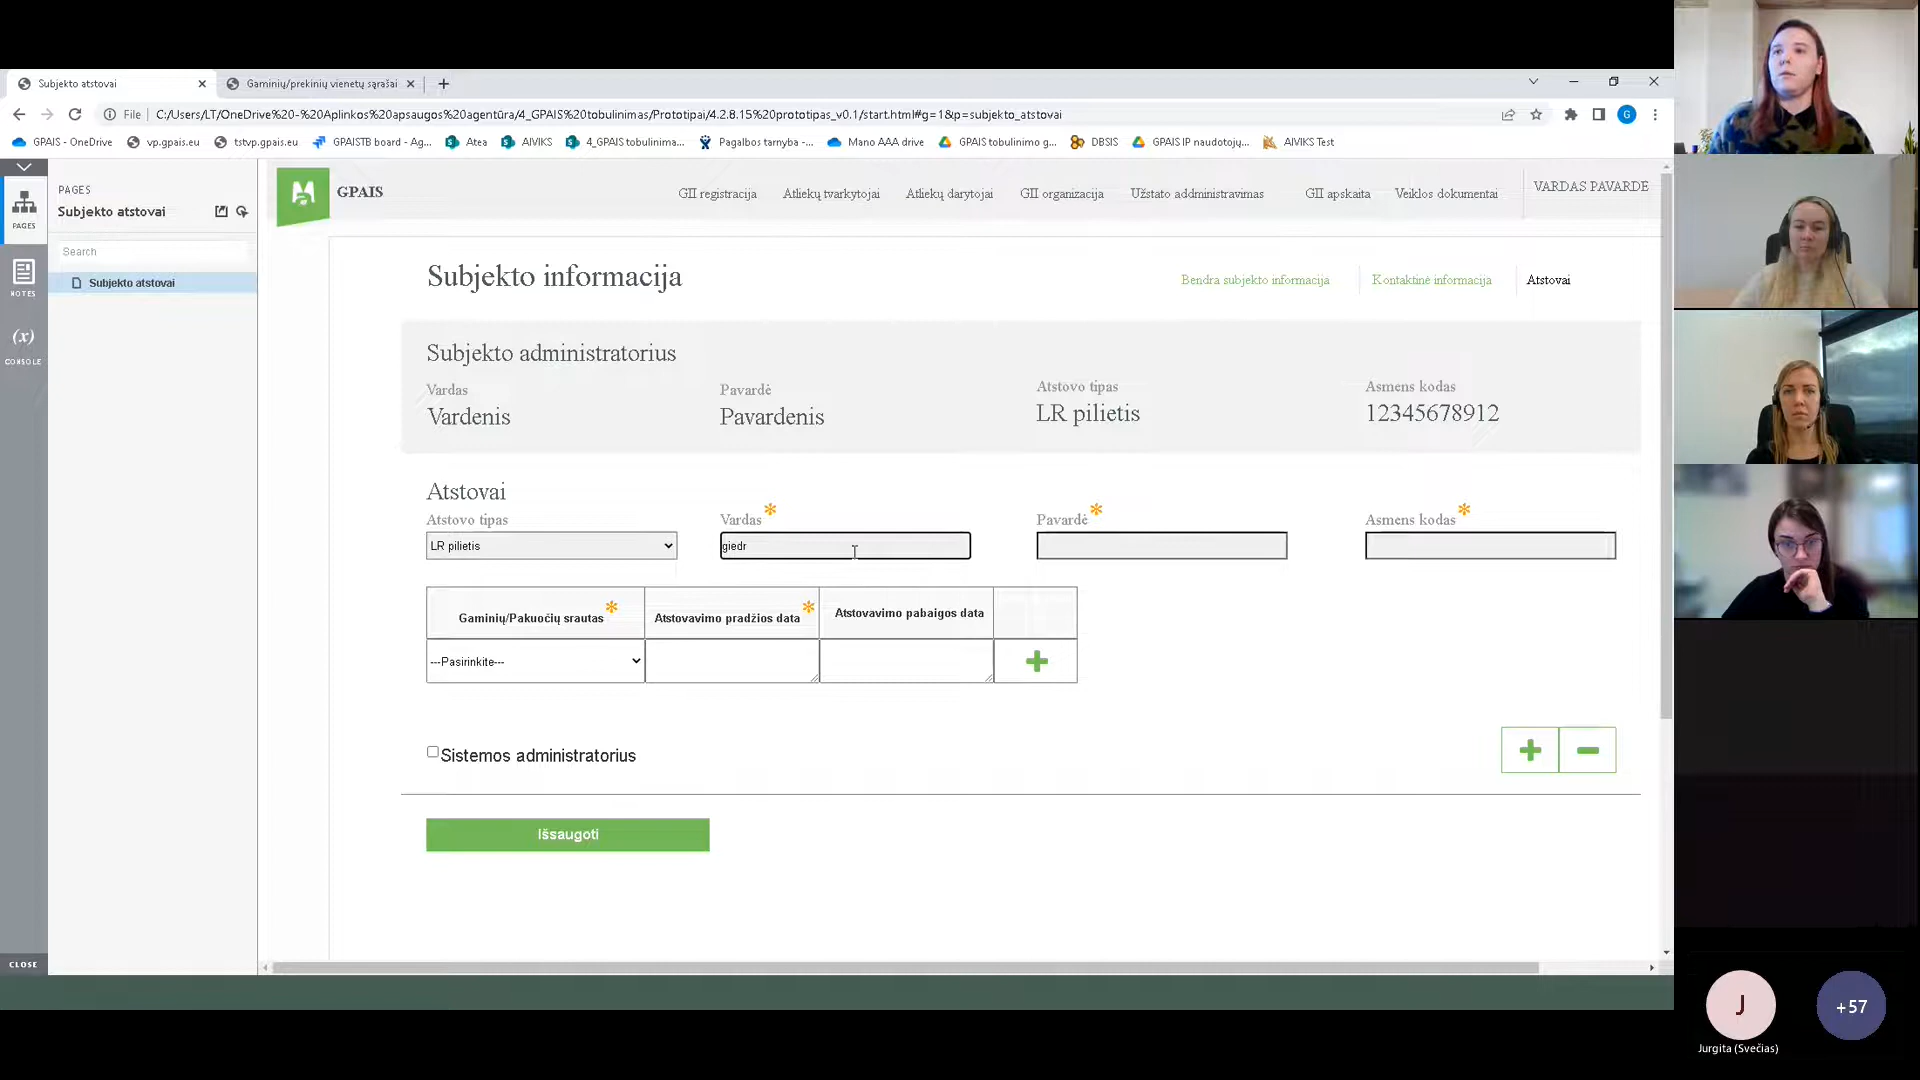 Subjekto atstovai
Gaminių/prekinių vienetų sąrašai
File
C:/Users/LT/OneDrive%20-%20Aplinkos%20apsaugos%20agentūra/4_GPAIS%20tobulinimas/Prototipai/4.2.8.15%20prototipas_v0.1/start.html#g=1&p=subjekto_atstovai
G
GPAIS - OneDrive
vp.gpais.eu
tstvp.gpais.eu
GPAISTB board - Ag...
Atea
AIVIKS
4_GPAIS tobulinima...
Pagalbos tarnyba -...
Mano AAA drive
GPAIS tobulinimo g...
DBSIS
GPAIS IP naudotojų...
AIVIKS Test
PAGES
NOTES
(x)
CONSOLE
CLOSE
PAGES
Subjekto atstovai
Search
Subjekto atstovai
GPAIS
GII registracija
Atliekų tvarkytojai
Atliekų darytojai
GII organizacija
Užstato addministravimas
GII apskaita
Veiklos dokumentai
VARDAS PAVARDĖ
Subjekto informacija
Bendra subjekto informacija
Kontaktinė informacija
Atstovai
Subjekto administratorius
Vardas
Pavardė
Atstovo tipas
Asmens kodas
Vardenis
Pavardenis
LR pilietis
12345678912
Atstovai
Atstovo tipas
Vardas *
Pavardė *
Asmens kodas *
LR pilietis
giedr
Gaminių/Pakuočių srautas *
Atstovavimo pradžios data *
Atstovavimo pabaigos data
---Pasirinkite---
Sistemos administratorius
Išsaugoti
J
+57
Jurgita (Svečias)